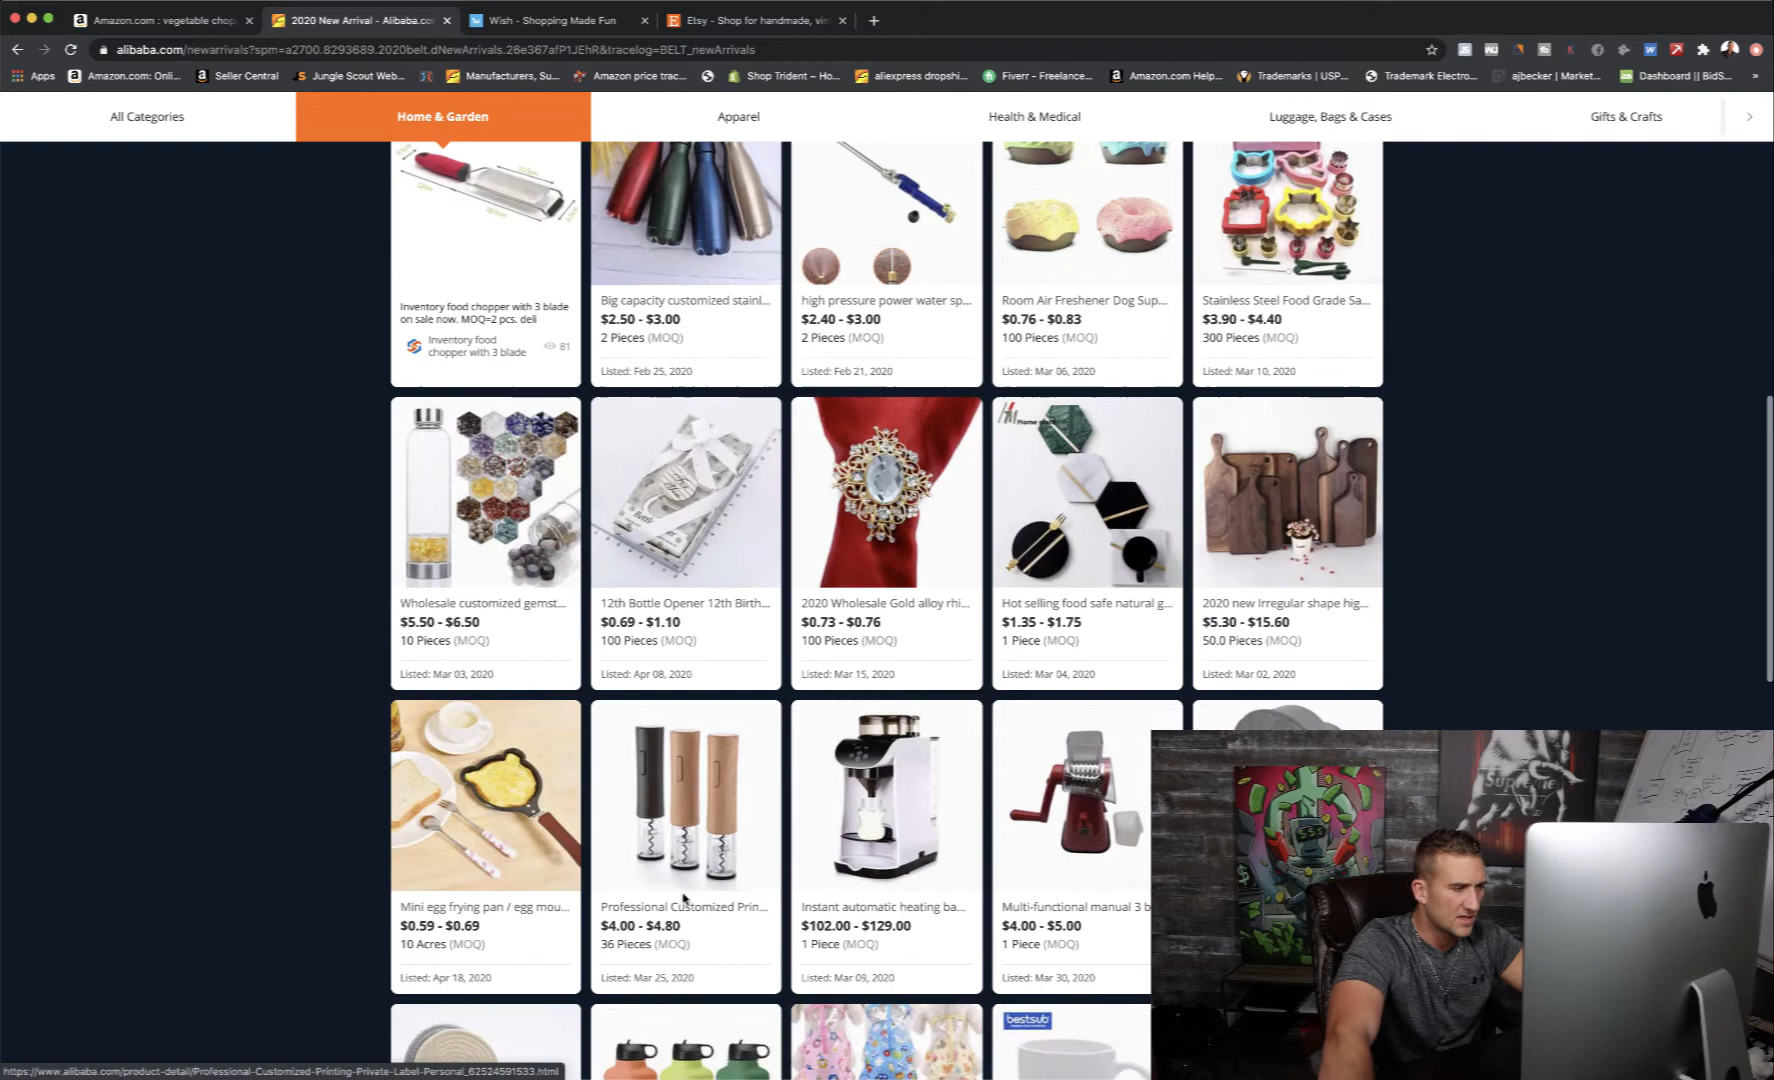 Amazon.com : vegetable chop
2020 New Arrival - Alibaba.co
Wish - Shopping Made Fun
Etsy - Shop for handmade, vin
alibaba.com/newarrivals?spm=a2700.8293689.2020belt.dNewArrivals.26e367afP1JEhR&tracelog=BELT_newArrivals
Apps
Amazon.com: Onli...
Seller Central
Jungle Scout Web...
Manufacturers, Su...
Amazon price trac...
Shop Trident – Ho...
aliexpress dropshi...
Fiverr - Freelance...
Amazon.com Help...
Trademarks | USP...
Trademark Electro...
ajbecker | Market...
Dashboard || BidS...
All Categories
Home & Garden
Apparel
Health & Medical
Luggage, Bags & Cases
Gifts & Crafts
Inventory food chopper with 3 blade
on sale now. MOQ=2 pcs. deli
Inventory food
chopper with 3 blade
81
Big capacity customized stainl...
$2.50 - $3.00
2 Pieces (MOQ)
Listed: Feb 25, 2020
high pressure power water sp...
$2.40 - $3.00
2 Pieces (MOQ)
Listed: Feb 21, 2020
Room Air Freshener Dog Sup...
$0.76 - $0.83
100 Pieces (MOQ)
Listed: Mar 06, 2020
Stainless Steel Food Grade Sa...
$3.90 - $4.40
300 Pieces (MOQ)
Listed: Mar 10, 2020
Wholesale customized gemst...
$5.50 - $6.50
10 Pieces (MOQ)
Listed: Mar 03, 2020
12th Bottle Opener 12th Birth...
$0.69 - $1.10
100 Pieces (MOQ)
Listed: Apr 08, 2020
2020 Wholesale Gold alloy rhi...
$0.73 - $0.76
100 Pieces (MOQ)
Listed: Mar 15, 2020
Hot selling food safe natural g...
$1.35 - $1.75
1 Piece (MOQ)
Listed: Mar 04, 2020
2020 new Irregular shape hig...
$5.30 - $15.60
50.0 Pieces (MOQ)
Listed: Mar 02, 2020
Mini egg frying pan / egg mou...
$0.59 - $0.69
10 Acres (MOQ)
Listed: Apr 18, 2020
Professional Customized Prin...
$4.00 - $4.80
36 Pieces (MOQ)
Listed: Mar 25, 2020
Instant automatic heating ba...
$102.00 - $129.00
1 Piece (MOQ)
Listed: Mar 09, 2020
Multi-functional manual 3 b
$4.00 - $5.00
1 Piece (MOQ)
Listed: Mar 30, 2020
bestsub
https://www.alibaba.com/product-detail/Professional-Customized-Printing-Private-Label-Personal_62524591533.html